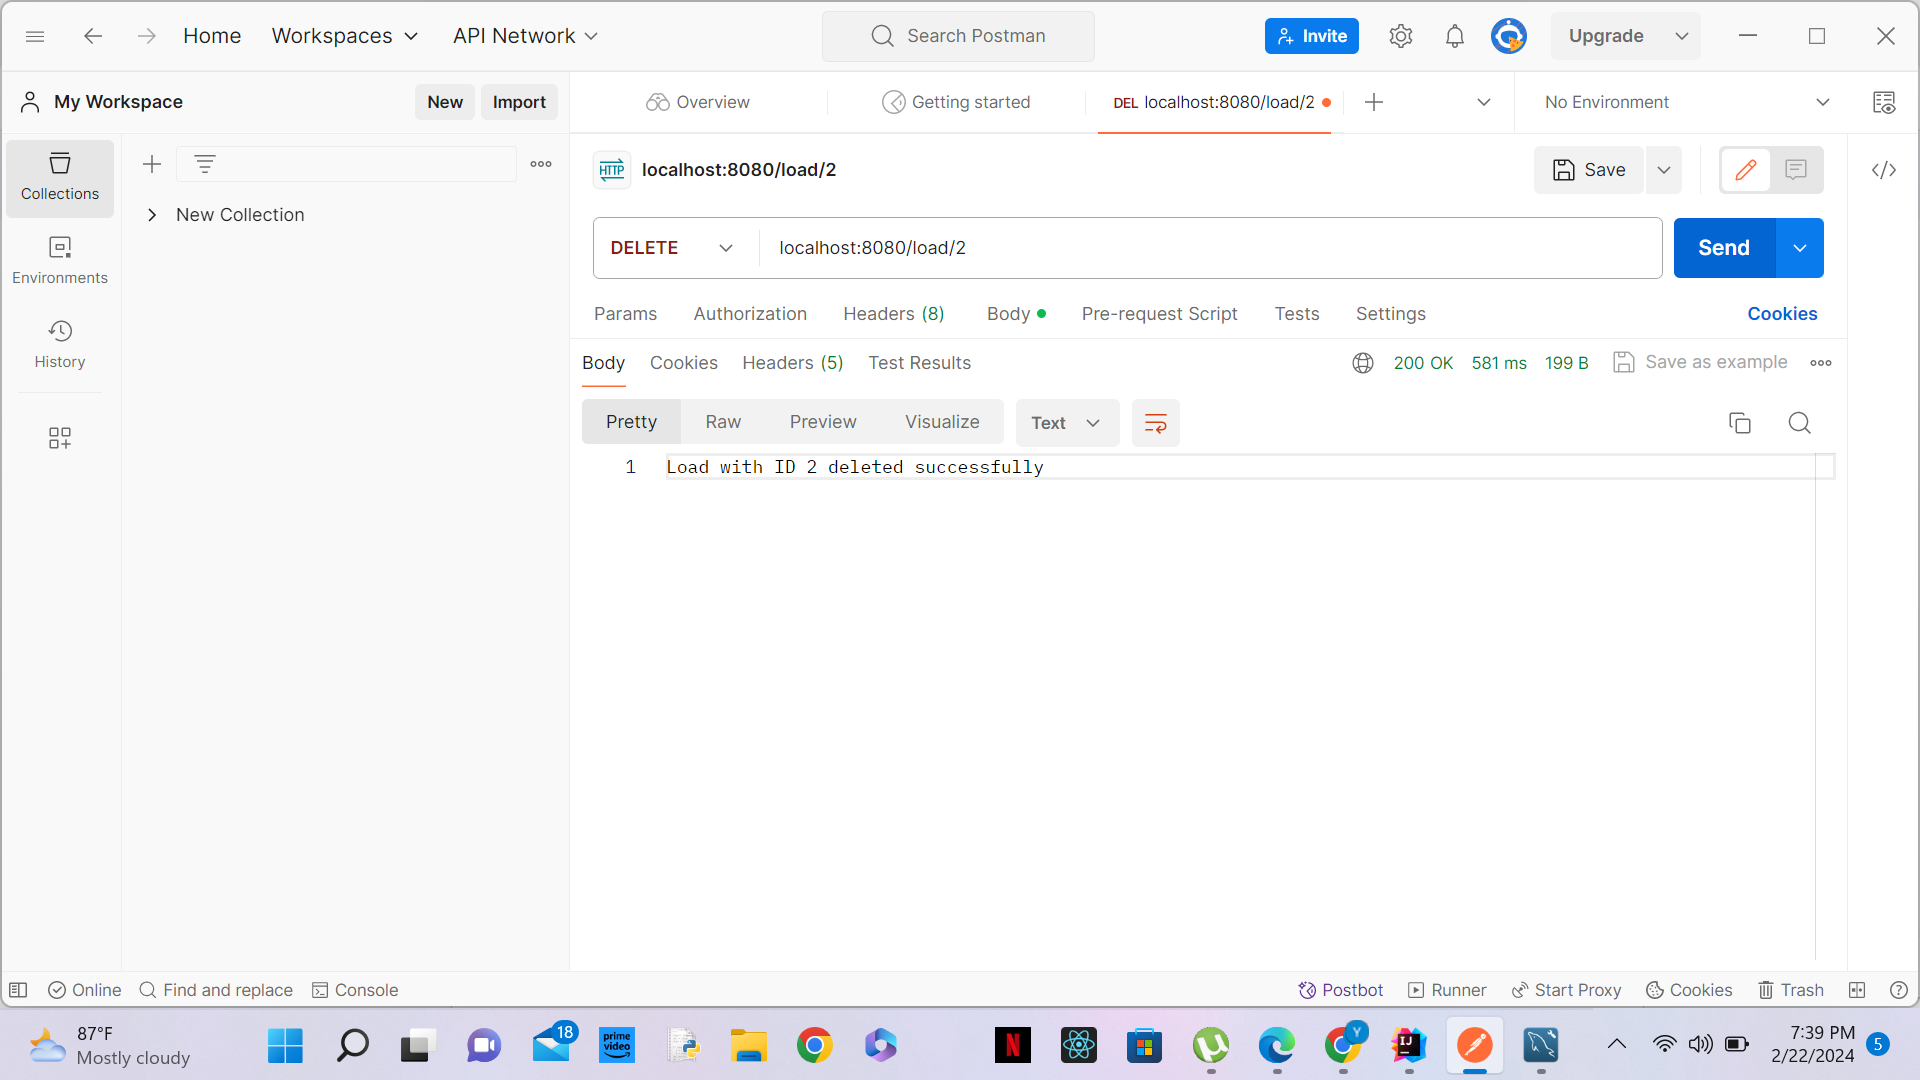 Home
Workspaces
API Network
Search Postman
Invite
Upgrade
My Workspace
New
Import
Overview
Getting started
DEL localhost:8080/load/2
No Environment
Collections
Environments
History
New Collection
HTTP
localhost:8080/load/2
Save
DELETE
localhost:8080/load/2
Send
Params
Authorization
Headers (8)
Body
Pre-request Script
Tests
Settings
Cookies
Body
Cookies
Headers (5)
Test Results
200 OK
581 ms
199 B
Save as example
Pretty
Raw
Preview
Visualize
Text
1
Load with ID 2 deleted successfully
Online
Find and replace
Console
Postbot
Runner
Start Proxy
Cookies
Trash
87°F
Mostly cloudy
18
prime video
N
Y
IJ
7:39 PM
2/22/2024
5